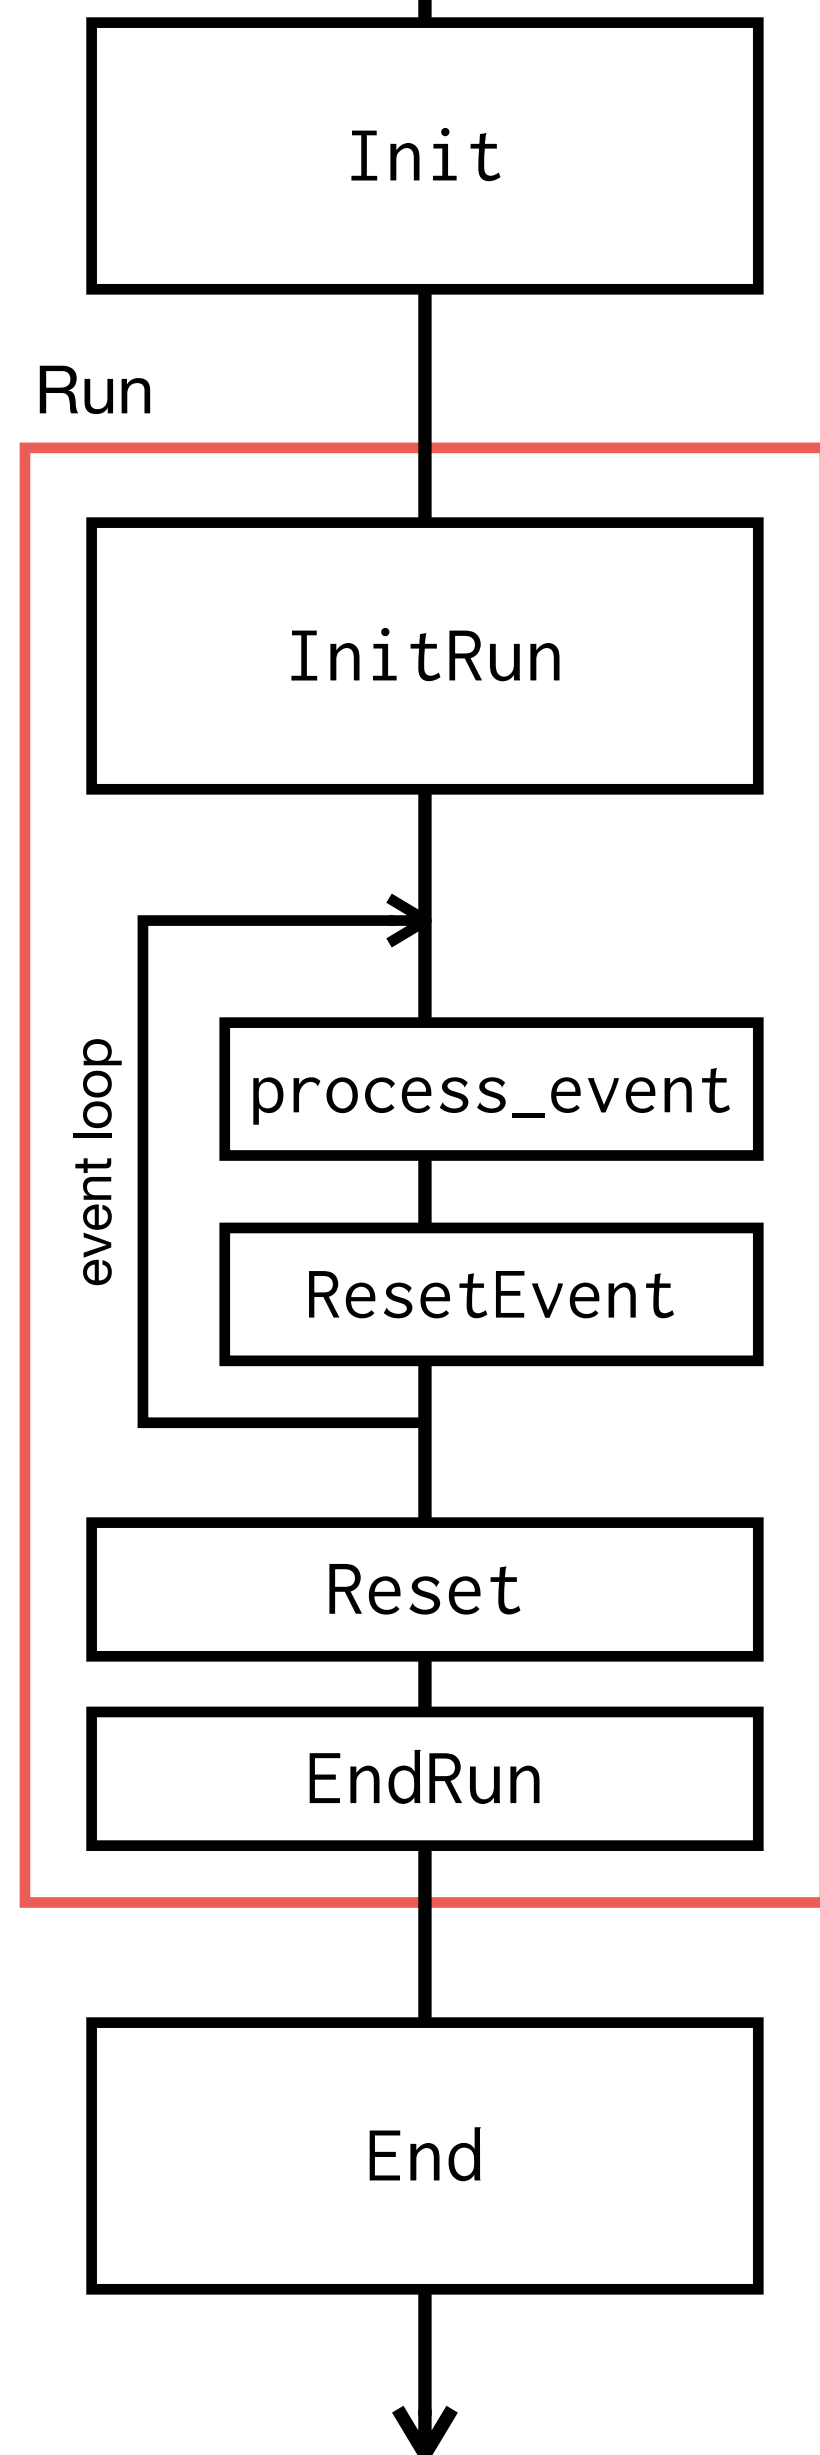 Init
Run
InitRun
event loop
process_event
ResetEvent
Reset
EndRun
End